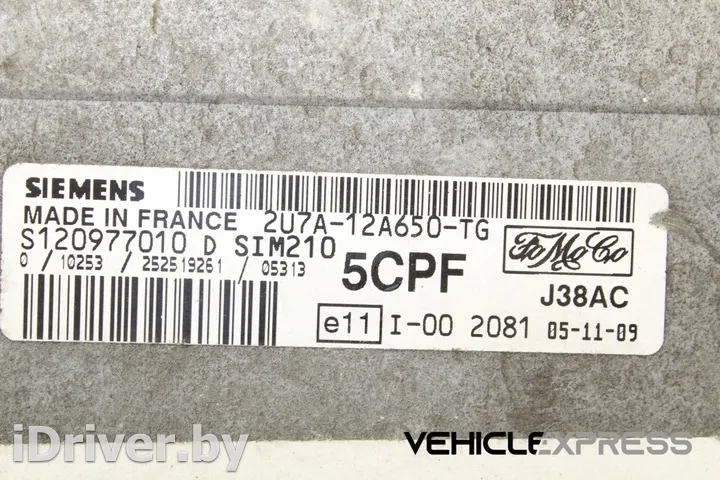 SIEMENS
MADE IN FRANCE 2U7A-12A650-TG
S120977010 D SIM210
0 / 10253 / 252519261 / 05313
5CPF
FoMoCo
J38AC
e11 I-00 2081 05-11-09
iDriver.by
VEHICLEXPRESS